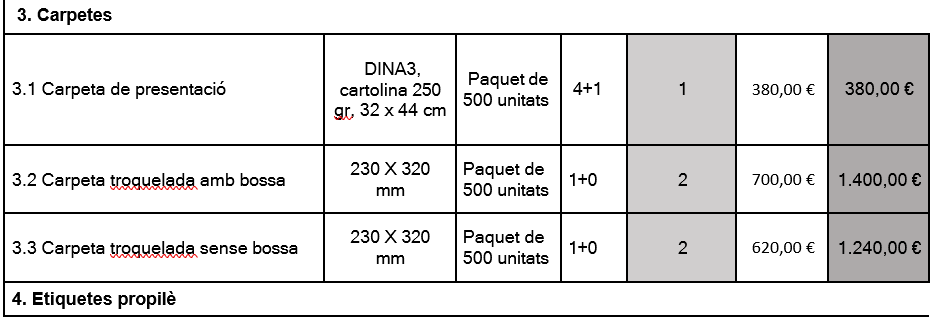 3. Carpetes
3.1 Carpeta de presentació
DINA3,
cartolina 250
gr, 32 x 44 cm
Paquet de
500 unitats
4+1
1
380,00 €
380,00 €
3.2 Carpeta troquelada amb bossa
230 X 320
mm
Paquet de
500 unitats
1+0
2
700,00 €
1.400,00 €
3.3 Carpeta troquelada sense bossa
230 X 320
mm
Paquet de
500 unitats
1+0
2
620,00 €
1.240,00 €
4. Etiquetes propilè